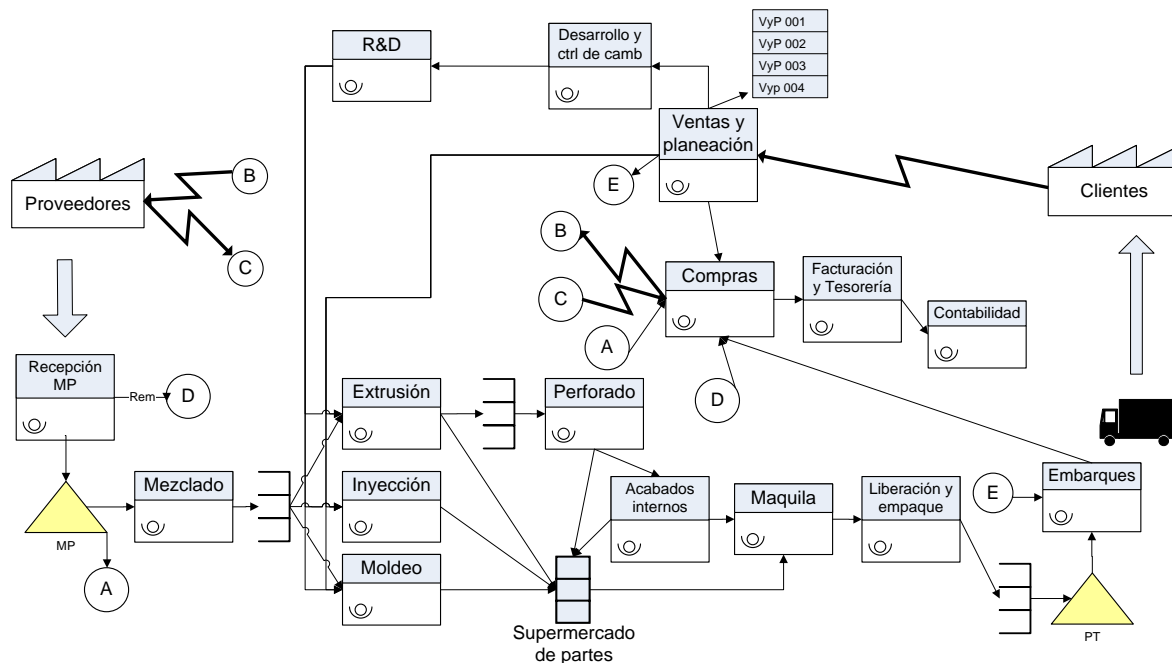 VyP 001
VyP 002
VyP 003
Vyp 004
R&D
Desarrollo y
ctrl de camb
Ventas y
planeación
E
B
Proveedores
C
Clientes
B
C
A
Compras
Facturación
y Tesorería
Contabilidad
D
Recepción
MP
Rem
D
Extrusión
Perforado
Mezclado
Inyección
Acabados
internos
Maquila
Liberación y
empaque
E
Embarques
MP
A
Moldeo
Supermercado
de partes
PT